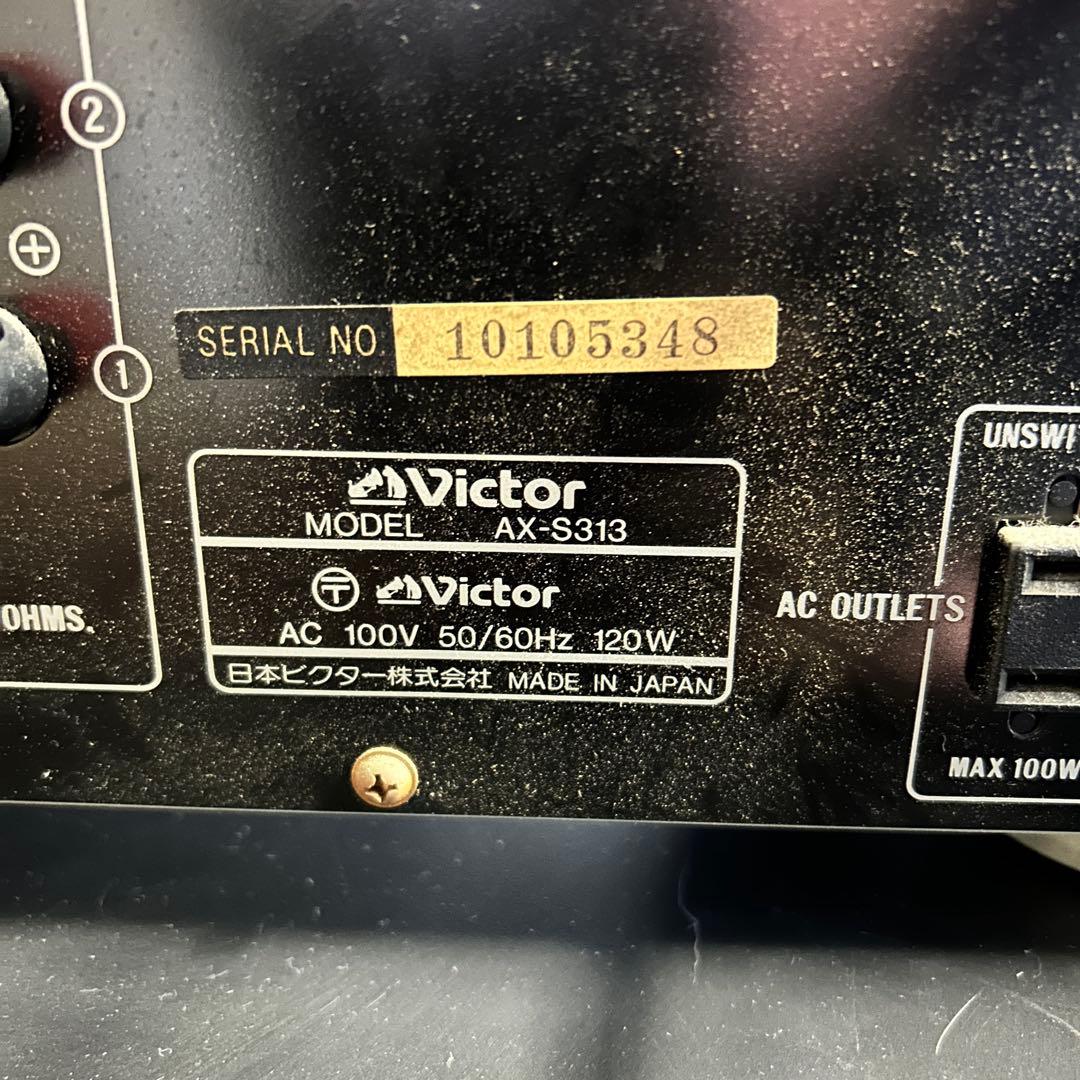 2
+
1
SERIAL NO. 10105348
Victor
MODEL AX-S313
〒 Victor
AC 100V 50/60Hz 120W
日本ビクター株式会社 MADE IN JAPAN
OHMS.
AC OUTLETS
MAX 100W